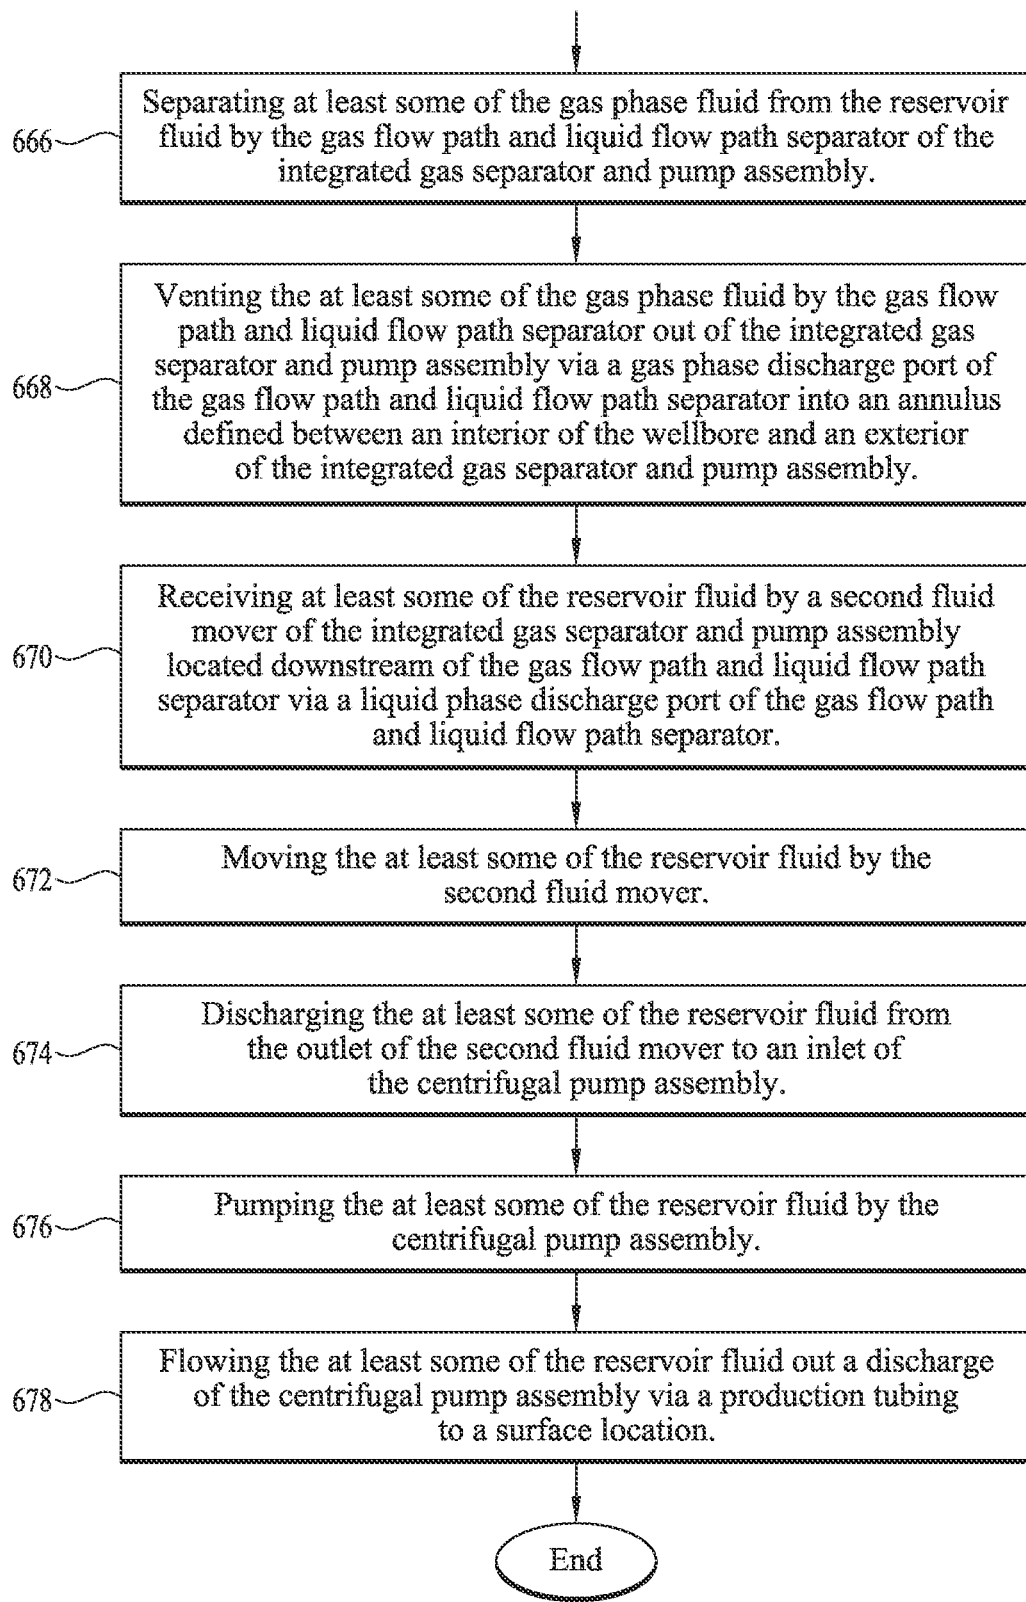 666
Separating at least some of the gas phase fluid from the reservoir
fluid by the gas flow path and liquid flow path separator of the
integrated gas separator and pump assembly.
668
Venting the at least some of the gas phase fluid by the gas flow
path and liquid flow path separator out of the integrated gas
separator and pump assembly via a gas phase discharge port of
the gas flow path and liquid flow path separator into an annulus
defined between an interior of the wellbore and an exterior
of the integrated gas separator and pump assembly.
670
Receiving at least some of the reservoir fluid by a second fluid
mover of the integrated gas separator and pump assembly
located downstream of the gas flow path and liquid flow path
separator via a liquid phase discharge port of the gas flow path
and liquid flow path separator.
672
Moving the at least some of the reservoir fluid by the
second fluid mover.
674
Discharging the at least some of the reservoir fluid from
the outlet of the second fluid mover to an inlet of
the centrifugal pump assembly.
676
Pumping the at least some of the reservoir fluid by the
centrifugal pump assembly.
678
Flowing the at least some of the reservoir fluid out a discharge
of the centrifugal pump assembly via a production tubing
to a surface location.
End